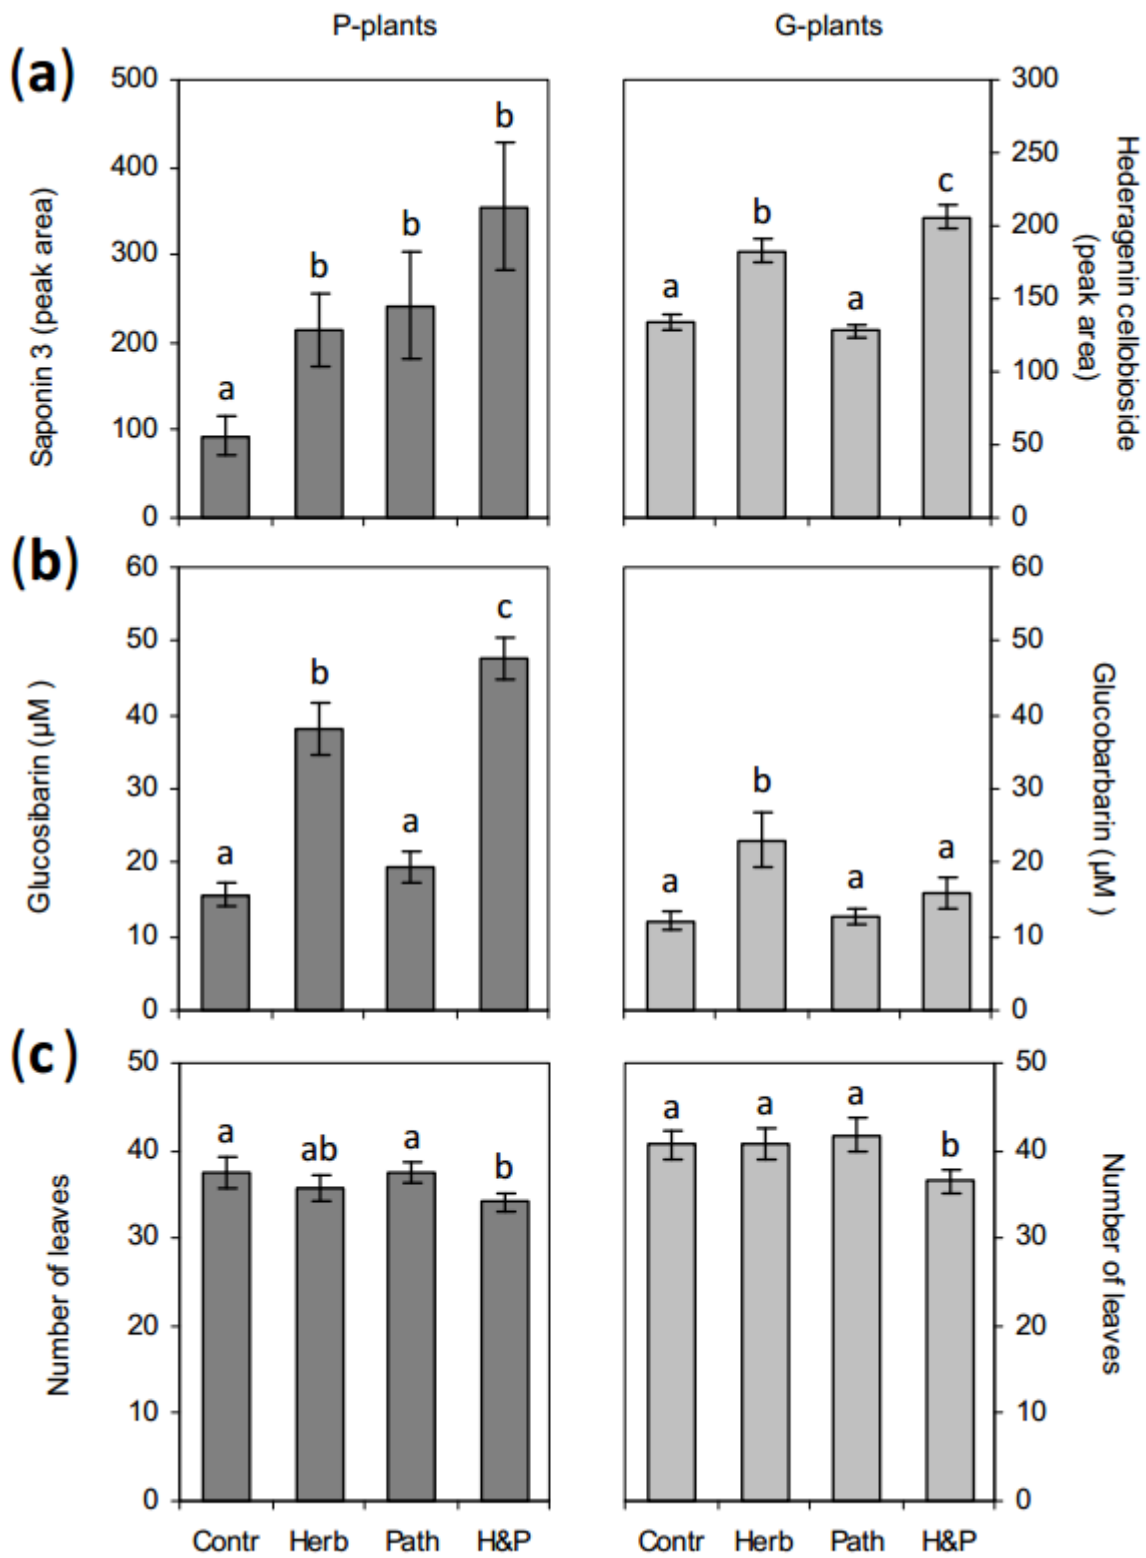 P-plants G-plants
(a)
500
400
300
200
100
0
Saponin 3 (peak area)
a b b b
a b a c
300
250
200
150
100
50
0
Hederagenin cellobioside
(peak area)
(b)
60
50
40
30
20
10
0
Glucosibarin (µM )
a b a c
a b a a
60
50
40
30
20
10
0
Glucobarbarin (µM )
(c)
50
40
30
20
10
0
Number of leaves
a ab a b
a a a b
50
40
30
20
10
0
Number of leaves
Contr Herb Path H&P
Contr Herb Path H&P